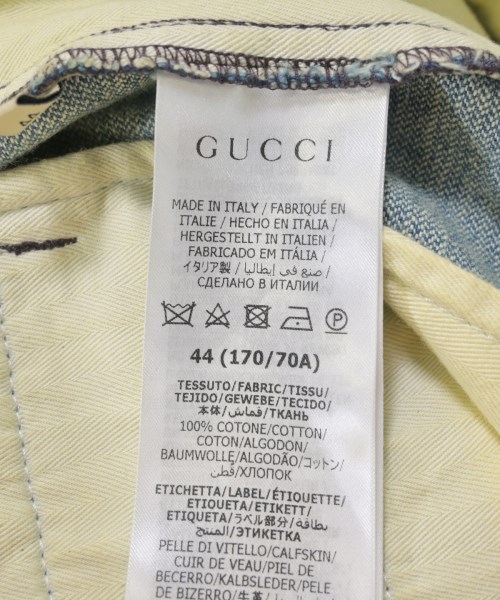 GUCCI
MADE IN ITALY / FABRIQUÉ EN
ITALIE / HECHO EN ITALIA /
HERGESTELLT IN ITALIEN /
FABRICADO EM ITÁLIA /
イタリア製 / صنع في إيطاليا /
СДЕЛАНО В ИТАЛИИ
P
44 (170/70A)
TESSUTO/FABRIC/TISSU/
TEJIDO/GEWEBE/TECIDO/
本体/قماش/ТКАНЬ
100% COTONE/COTTON/
COTON/ALGODON/
BAUMWOLLE/ALGODÃO/コットン/
قطن/ХЛОПОК
ETICHETTA/LABEL/ÉTIQUETTE/
ETIQUETA/ETIKETT/
ETIQUETA/ラベル部分/بطاقة
المنتج/ЭТИКЕТКА
PELLE DI VITELLO/CALFSKIN/
CUIR DE VEAU/PIEL DE
BECERRO/KALBSLEDER/PELE
DE BIZERRO/牛革/